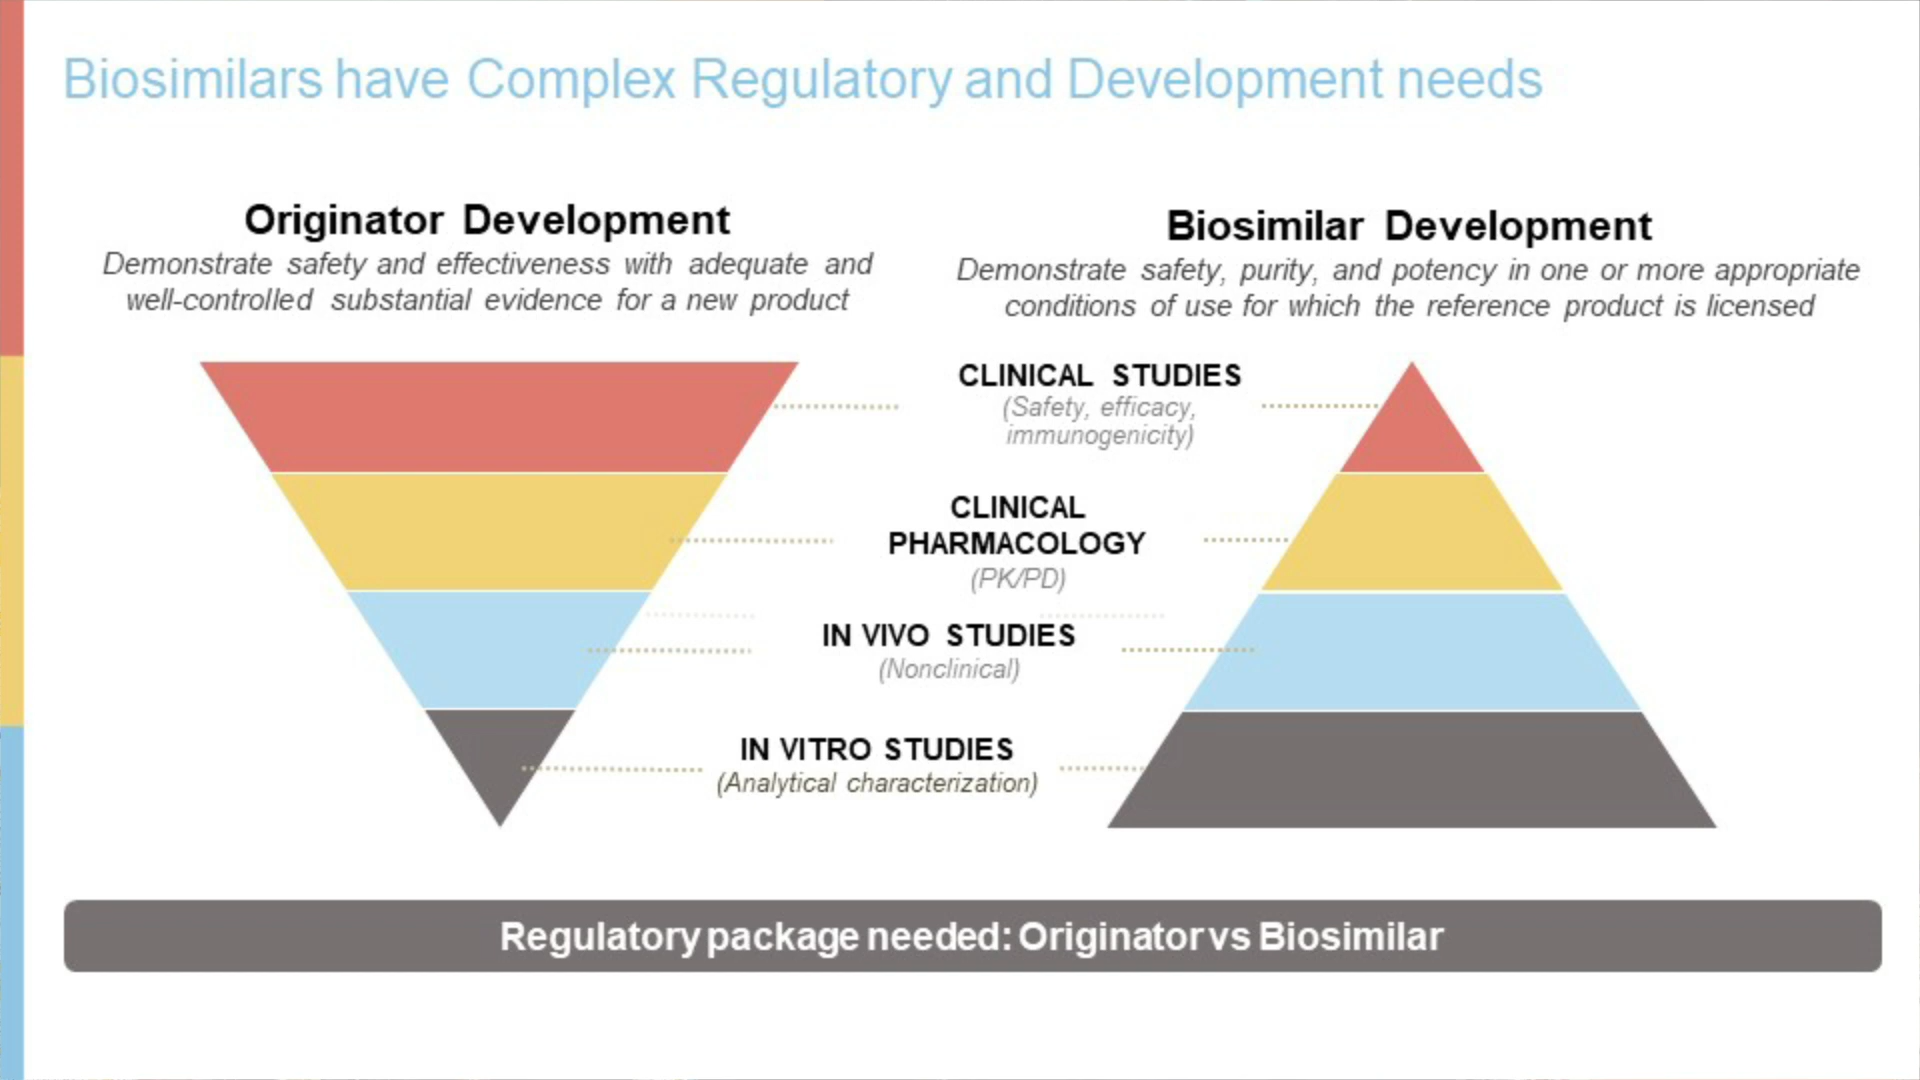 Biosimilars have Complex Regulatory and Development needs
Originator Development
Demonstrate safety and effectiveness with adequate and
well-controlled substantial evidence for a new product
Biosimilar Development
Demonstrate safety, purity, and potency in one or more appropriate
conditions of use for which the reference product is licensed
CLINICAL STUDIES
(Safety, efficacy,
immunogenicity)
CLINICAL
PHARMACOLOGY
(PK/PD)
IN VIVO STUDIES
(Nonclinical)
IN VITRO STUDIES
(Analytical characterization)
Regulatory package needed: Originator vs Biosimilar